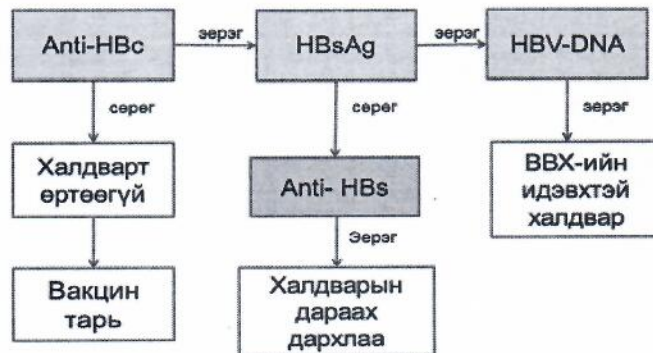 Anti-HBc
эерэг
HBsAg
эерэг
HBV-DNA
сөрөг
сөрөг
эерэг
Халдварт
өртөөгүй
Anti- HBs
ВВХ-ийн
идэвхтэй
халдвар
Эерэг
Вакцин
тарь
Халдварын
дараах
дархлаа